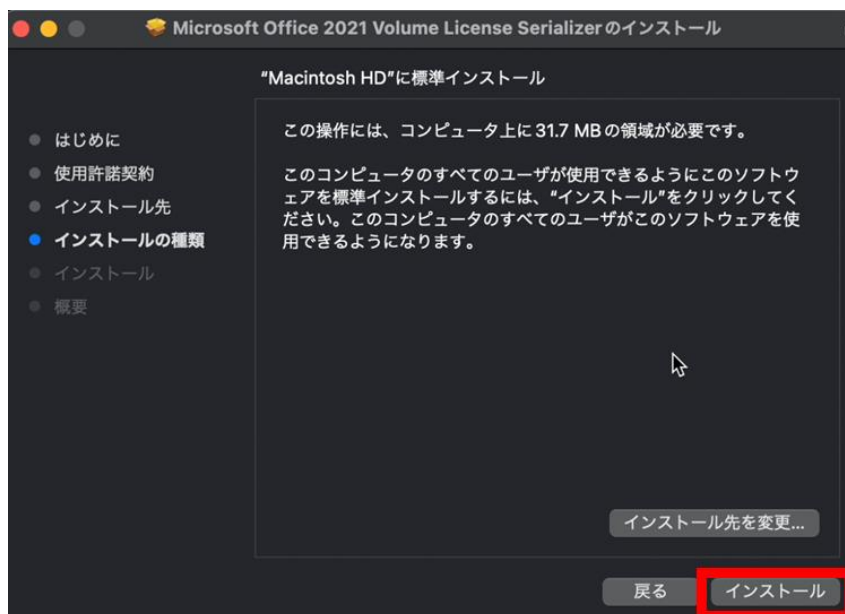 Microsoft Office 2021 Volume License Serializerのインストール
"Macintosh HD"に標準インストール
はじめに
使用許諾契約
インストール先
インストールの種類
インストール
概要
この操作には、コンピュータ上に31.7 MBの領域が必要です。
このコンピュータのすべてのユーザが使用できるようにこのソフトウ
ェアを標準インストールするには、"インストール"をクリックしてく
ださい。このコンピュータのすべてのユーザがこのソフトウェアを使
用できるようになります。
インストール先を変更...
戻る
インストール